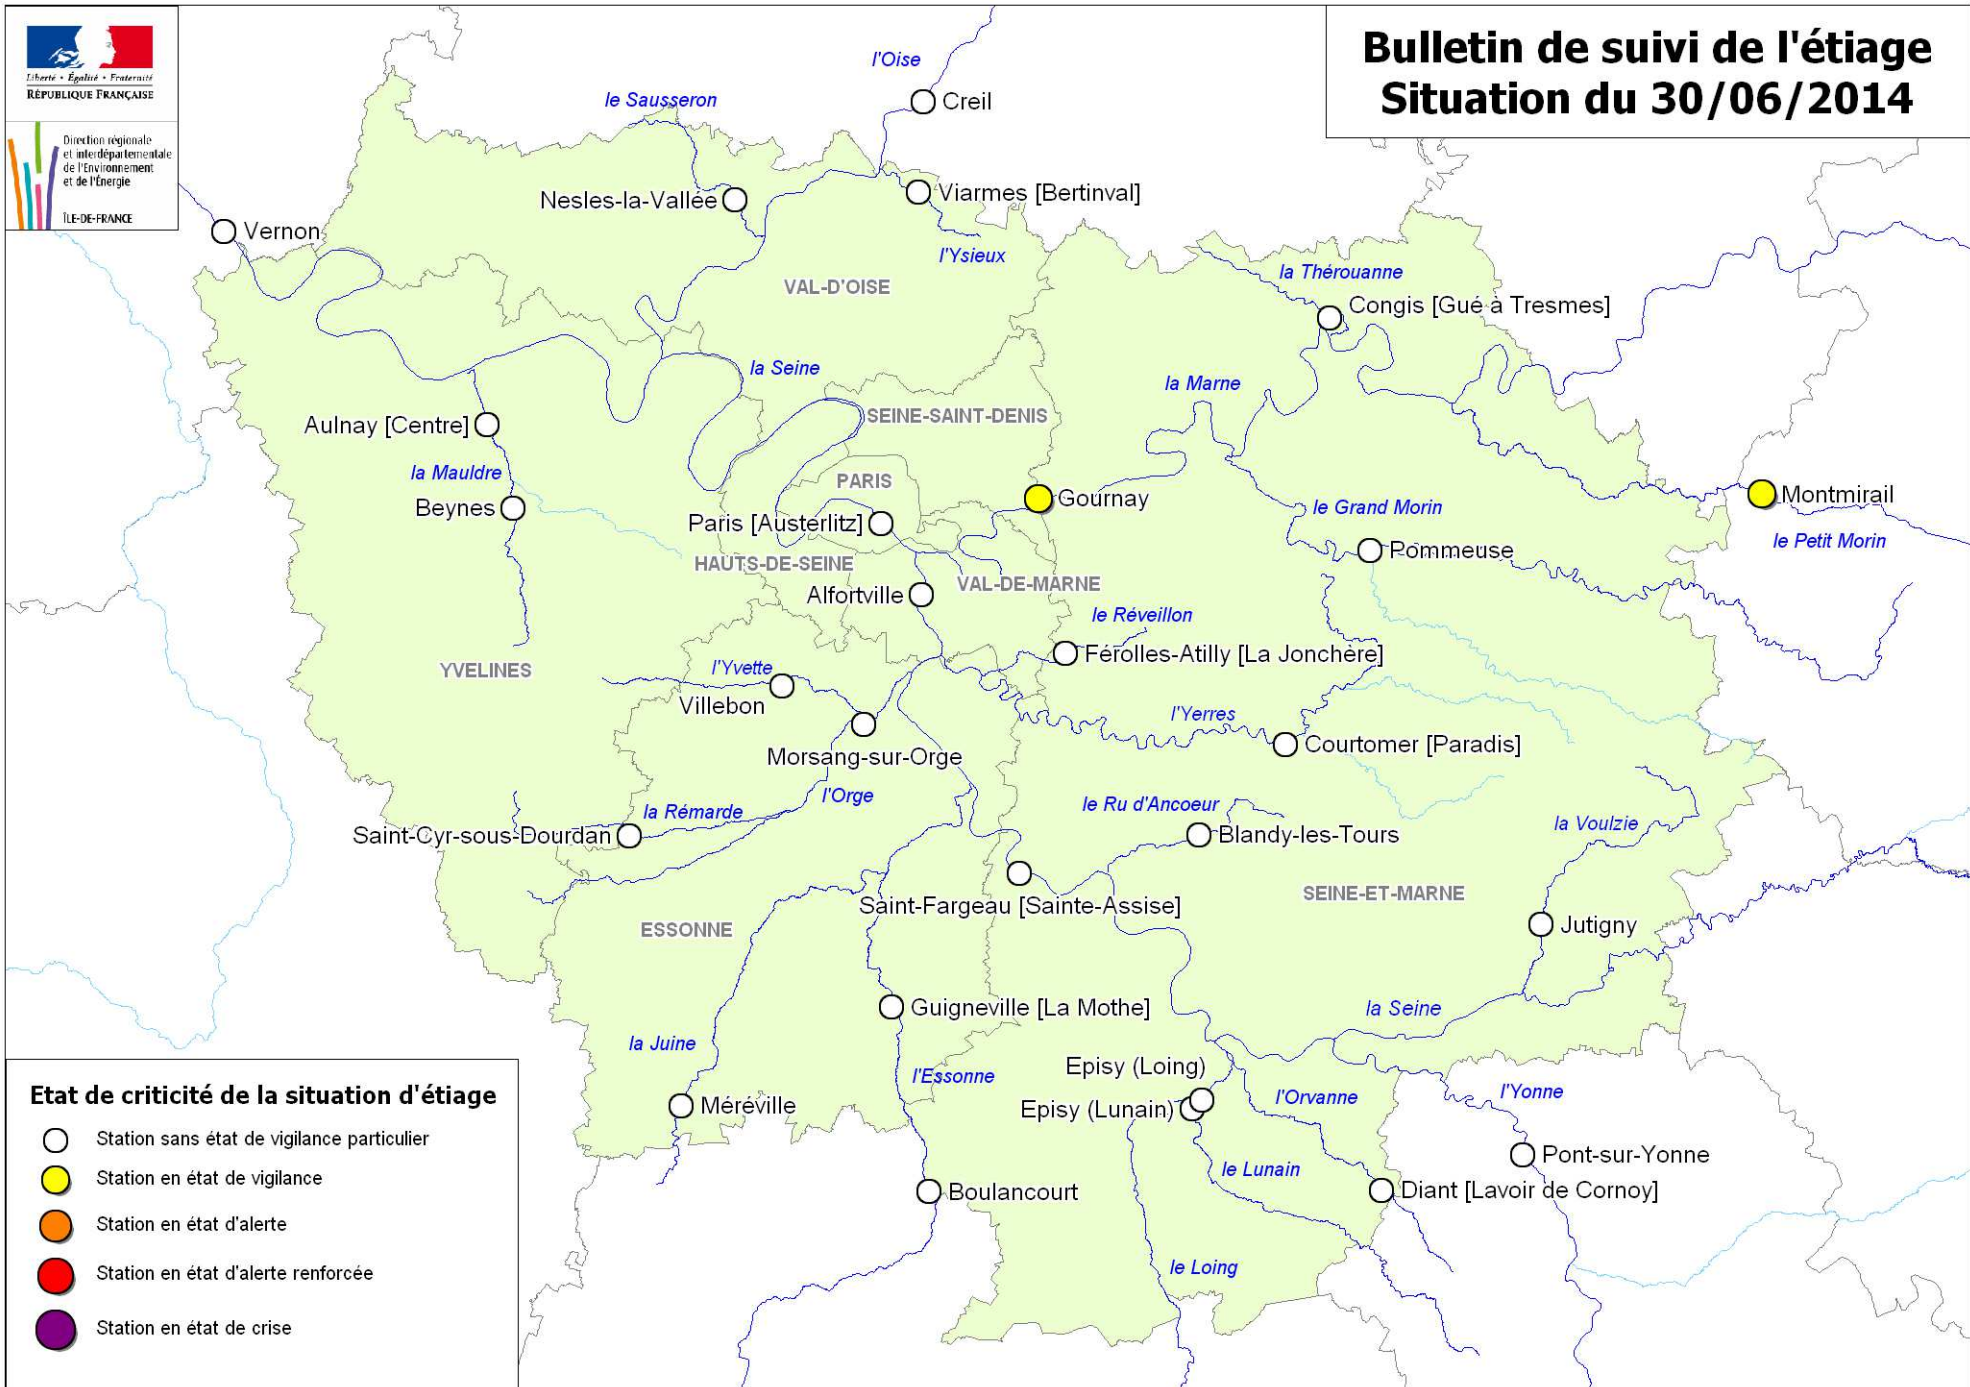 Liberté • Égalité • Fraternité
RÉPUBLIQUE FRANÇAISE
Direction régionale
et interdépartementale
de l'Environnement
et de l'Énergie
ÎLE-DE-FRANCE
Bulletin de suivi de l'étiage
Situation du 30/06/2014
l'Oise
Creil
le Sausseron
Nesles-la-Vallée
Viarmes [Bertinval]
Vernon
l'Ysieux
la Thérouanne
VAL-D'OISE
Congis [Gué à Tresmes]
la Seine
la Marne
SEINE-SAINT-DENIS
Aulnay [Centre]
la Mauldre
PARIS
Beynes
Gournay
Montmirail
le Grand Morin
Paris [Austerlitz]
le Petit Morin
Pommeuse
HAUTS-DE-SEINE
VAL-DE-MARNE
Alfortville
le Réveillon
Férolles-Atilly [La Jonchère]
YVELINES
l'Yvette
Villebon
l'Yerres
Courtomer [Paradis]
Morsang-sur-Orge
l'Orge
la Rémarde
le Ru d'Ancoeur
la Voulzie
Saint-Cyr-sous-Dourdan
Blandy-les-Tours
SEINE-ET-MARNE
Saint-Fargeau [Sainte-Assise]
Jutigny
ESSONNE
Guigneville [La Mothe]
la Seine
la Juine
Episy (Loing)
l'Essonne
l'Orvanne
l'Yonne
Méréville
Episy (Lunain)
Pont-sur-Yonne
le Lunain
Boulancourt
Diant [Lavoir de Cornoy]
le Loing
Etat de criticité de la situation d'étiage
Station sans état de vigilance particulier
Station en état de vigilance
Station en état d'alerte
Station en état d'alerte renforcée
Station en état de crise